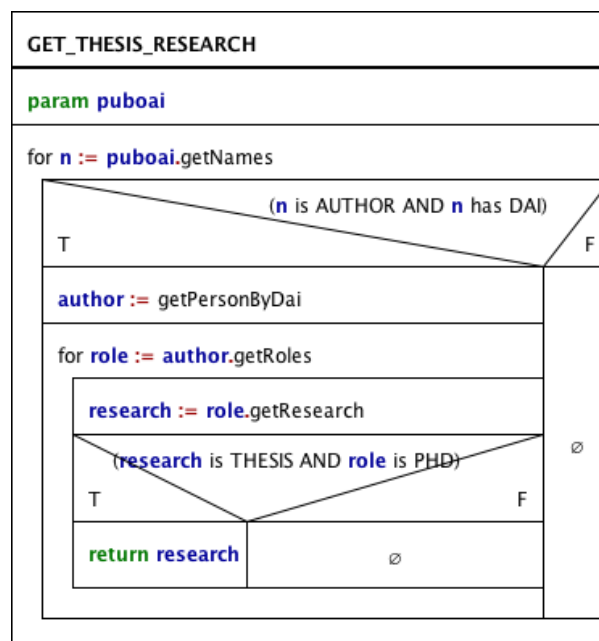 GET_THESIS_RESEARCH
param puboai
for n := puboai.getNames
(n is AUTHOR AND n has DAI)
T F
author := getPersonByDai
for role := author.getRoles
research := role.getResearch
∅
(research is THESIS AND role is PHD)
T F
return research ∅